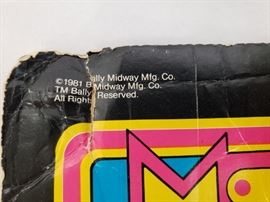 ©1981 Bally Midway Mfg. Co.
TM Bally Midway Mfg. Co.
All Rights Reserved.
M